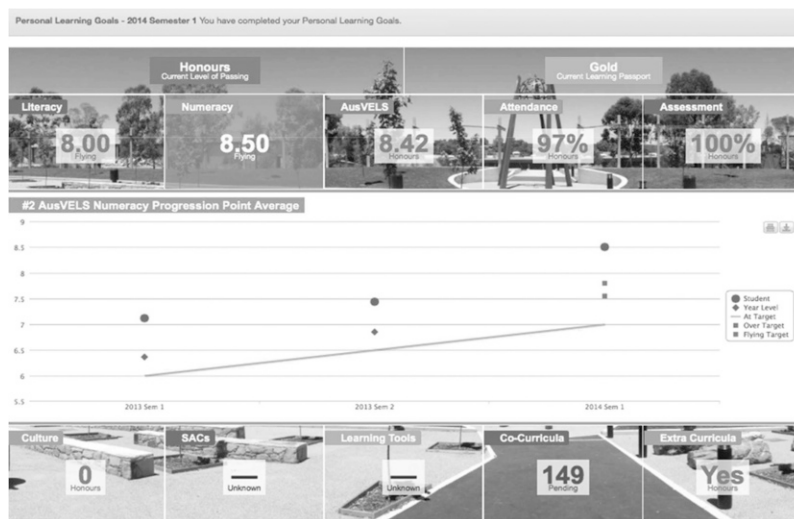 Personal Learning Goals - 2014 Semester 1 You have completed your Personal Learning Goals.
Honours
Current Level of Passing
Gold
Current Learning Passport
Literacy
8.00
Flying
Numeracy
8.50
Flying
AusVELS
8.42
Honours
Attendance
97%
Honours
Assessment
100%
Honours
#2 AusVELS Numeracy Progression Point Average
9
8.5
8
7.5
7
6.5
6
5.5
2013 Sem 1
2013 Sem 2
2014 Sem 1
Student
Year Level
At Target
Over Target
Flying Target
Culture
0
Honours
SACs
—
Unknown
Learning Tools
—
Unknown
Co-Curricula
149
Pending
Extra Curricula
Yes
Honours